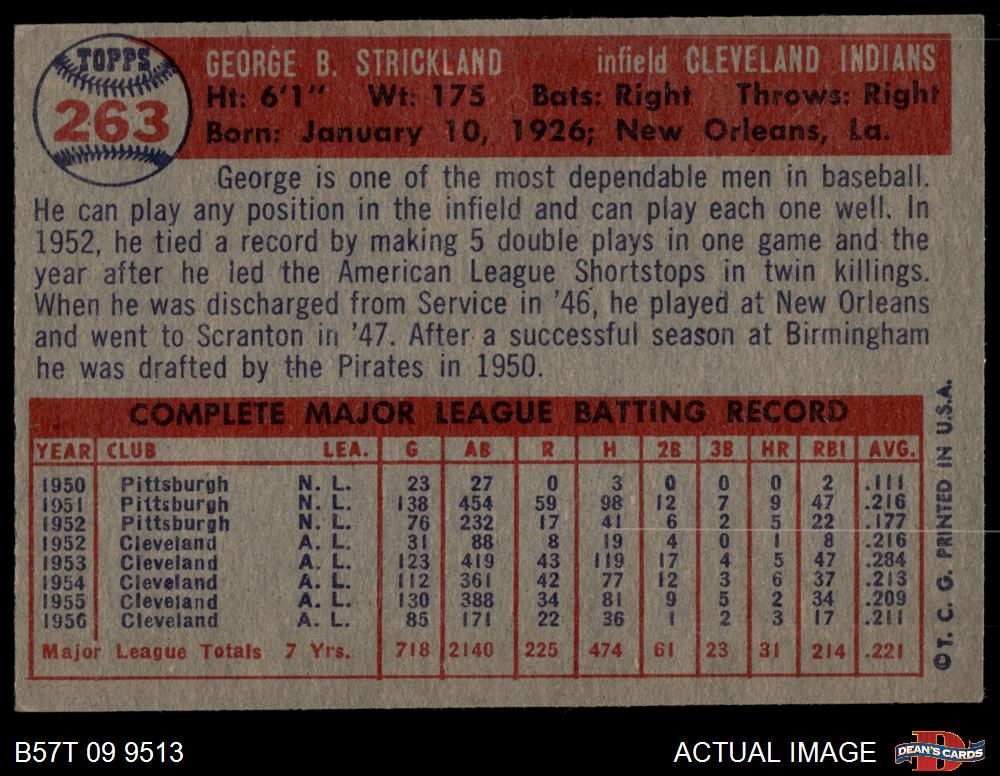 TOPPS
263
GEORGE B. STRICKLAND infield CLEVELAND INDIANS
Ht: 6'1" Wt: 175 Bats: Right Throws: Right
Born: January 10, 1926; New Orleans, La.
George is one of the most dependable men in baseball.
He can play any position in the infield and can play each one well. In
1952, he tied a record by making 5 double plays in one game and the
year after he led the American League Shortstops in twin killings.
When he was discharged from Service in '46, he played at New Orleans
and went to Scranton in '47. After a successful season at Birmingham
he was drafted by the Pirates in 1950.
COMPLETE MAJOR LEAGUE BATTING RECORD
YEAR CLUB LEA. G AB R H 2B 3B HR RBI AVG.
1950 Pittsburgh N. L. 23 27 0 3 0 0 0 2 .111
1951 Pittsburgh N. L. 138 454 59 98 12 7 9 47 .216
1952 Pittsburgh N. L. 76 232 17 41 6 2 5 22 .177
1952 Cleveland A. L. 31 88 8 19 4 0 1 8 .216
1953 Cleveland A. L. 123 419 43 119 17 4 5 47 .284
1954 Cleveland A. L. 112 361 42 77 12 3 6 37 .213
1955 Cleveland A. L. 130 388 34 81 9 5 2 34 .209
1956 Cleveland A. L. 85 171 22 36 1 2 3 17 .211
Major League Totals 7 Yrs. 718 2140 225 474 61 23 31 214 .221
©T. C. G. PRINTED IN U.S.A.
B57T 09 9513
ACTUAL IMAGE
D
DEAN'S CARDS